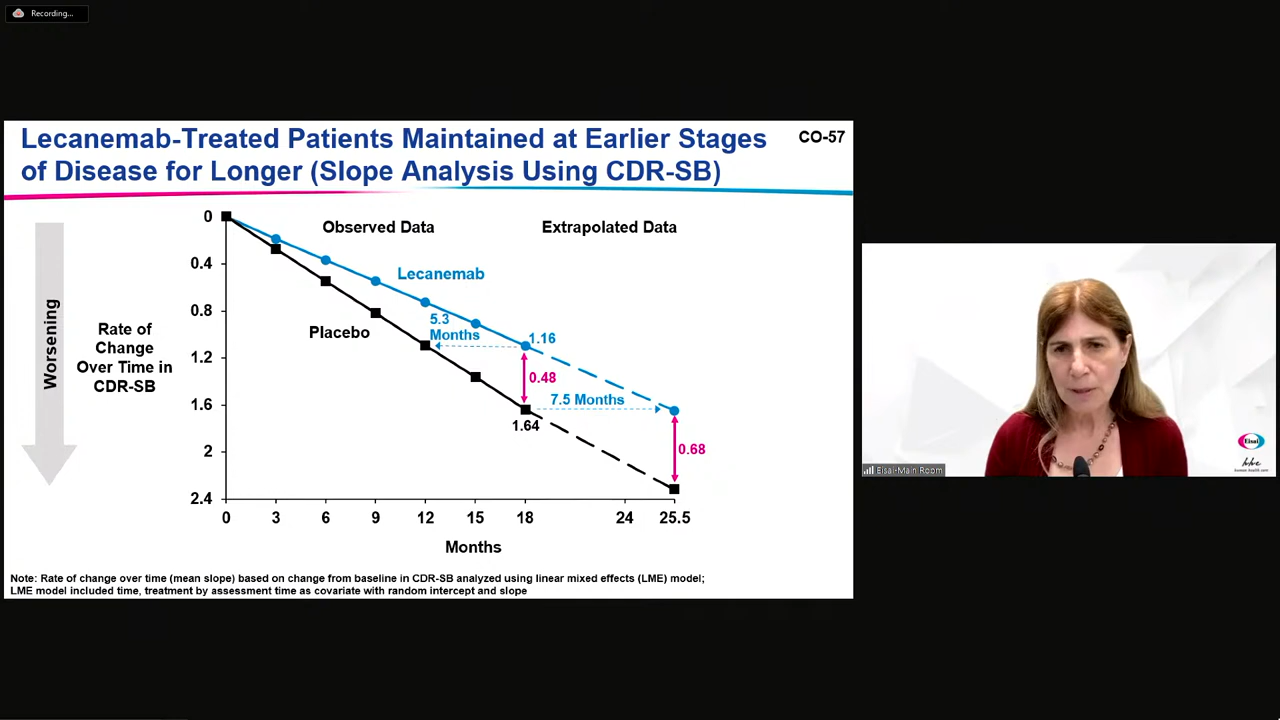 Recording...
Lecanemab-Treated Patients Maintained at Earlier Stages
of Disease for Longer (Slope Analysis Using CDR-SB)
CO-57
Worsening
Rate of
Change
Over Time in
CDR-SB
0
0.4
0.8
1.2
1.6
2
2.4
Observed Data
Extrapolated Data
Lecanemab
Placebo
5.3
Months
1.16
0.48
7.5 Months
1.64
0.68
0
3
6
9
12
15
18
24
25.5
Months
Note: Rate of change over time (mean slope) based on change from baseline in CDR-SB analyzed using linear mixed effects (LME) model;
LME model included time, treatment by assessment time as covariate with random intercept and slope
Eisai
Eisai-Main Room